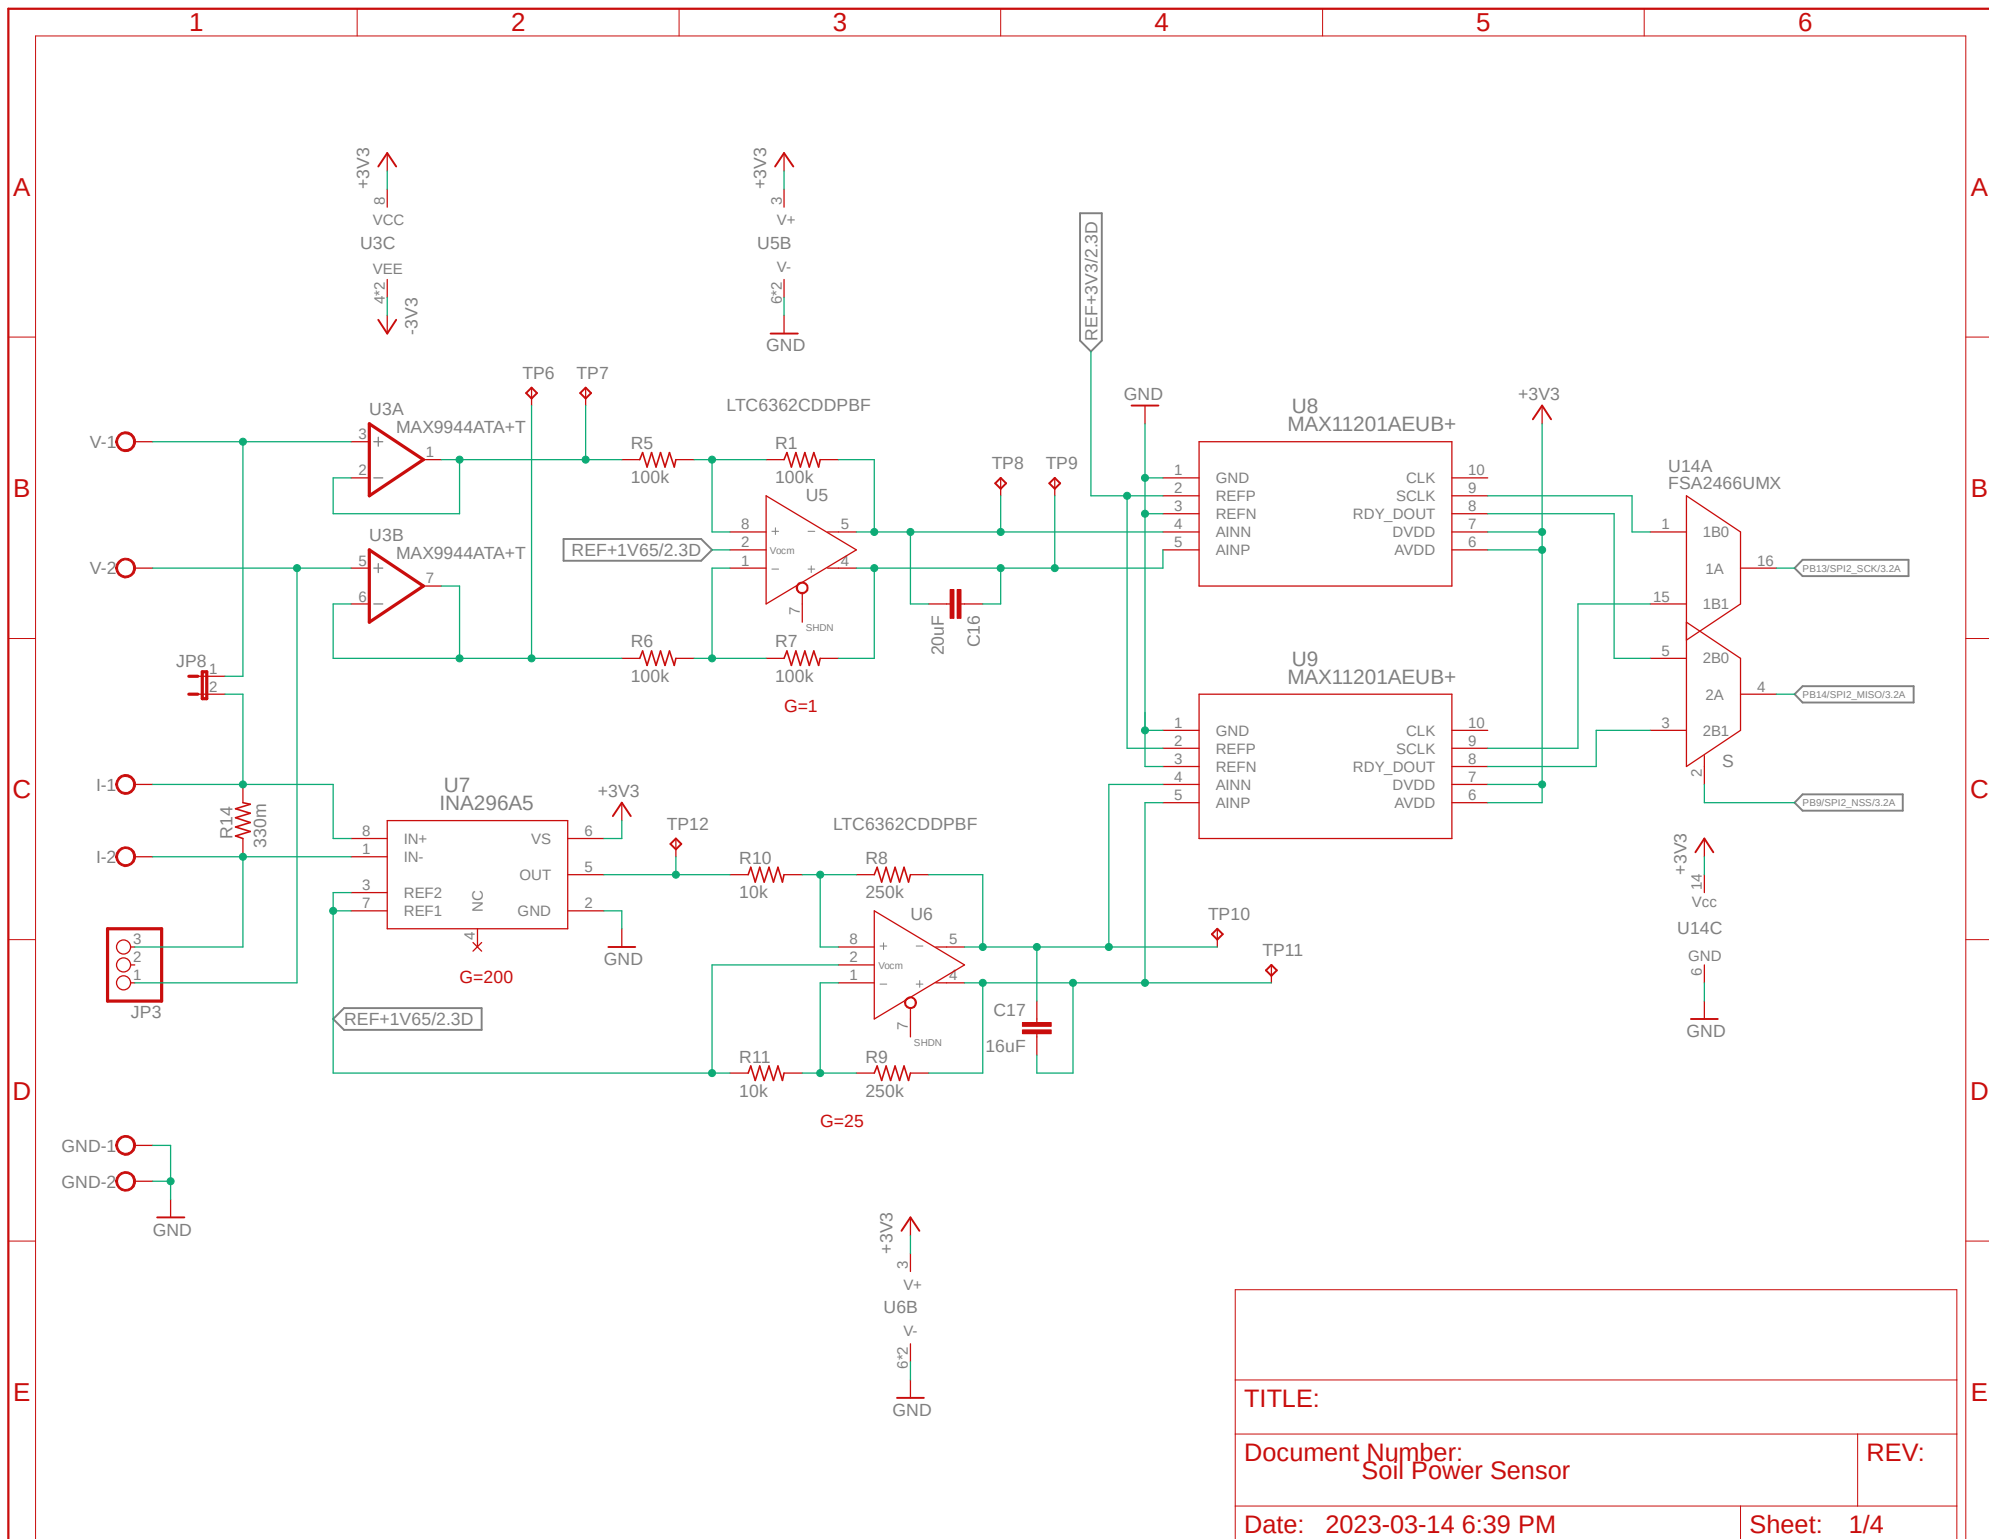 1 2 3 4 5 6
A
A
+3V3
8
VCC
U3C
VEE
4*2
-3V3
+3V3
3
V+
U5B
V-
6*2
GND
REF+3V3/2.3D
B
B
V-1
U3A
MAX9944ATA+T
3
+
2
−
1
V-2
U3B
MAX9944ATA+T
5
+
6
−
7
TP6
TP7
R5
100k
R6
100k
LTC6362CDDPBF
R1
100k
U5
8
+
−
5
REF+1V65/2.3D
2
Vocm
1
−
+
4
7
SHDN
R7
100k
G=1
20uF
C16
TP8
TP9
GND
U8
MAX11201AEUB+
1
GND
2
REFP
3
REFN
4
AINN
5
AINP
CLK
10
SCLK
9
RDY_DOUT
8
DVDD
7
AVDD
6
+3V3
U14A
FSA2466UMX
1
1B0
1A
16
PB13/SPI2_SCK/3.2A
15
1B1
5
2B0
2A
4
PB14/SPI2_MISO/3.2A
3
2B1
S
2
PB9/SPI2_NSS/3.2A
C
C
JP8
1
2
I-1
R14
330m
I-2
U7
INA296A5
8
IN+
1
IN-
3
REF2
7
REF1
NC
4
VS
6
OUT
5
GND
2
+3V3
GND
G=200
REF+1V65/2.3D
JP3
3
2
1
TP12
R10
10k
R11
10k
LTC6362CDDPBF
R8
250k
U6
8
+
−
5
2
Vocm
1
−
+
4
7
SHDN
R9
250k
G=25
C17
16uF
TP10
TP11
U9
MAX11201AEUB+
1
GND
2
REFP
3
REFN
4
AINN
5
AINP
CLK
10
SCLK
9
RDY_DOUT
8
DVDD
7
AVDD
6
+3V3
14
Vcc
U14C
GND
6
GND
D
D
GND-1
GND-2
GND
+3V3
3
V+
U6B
V-
6*2
GND
E
E
TITLE:
Document Number:
Soil Power Sensor
REV:
Date: 2023-03-14 6:39 PM
Sheet: 1/4